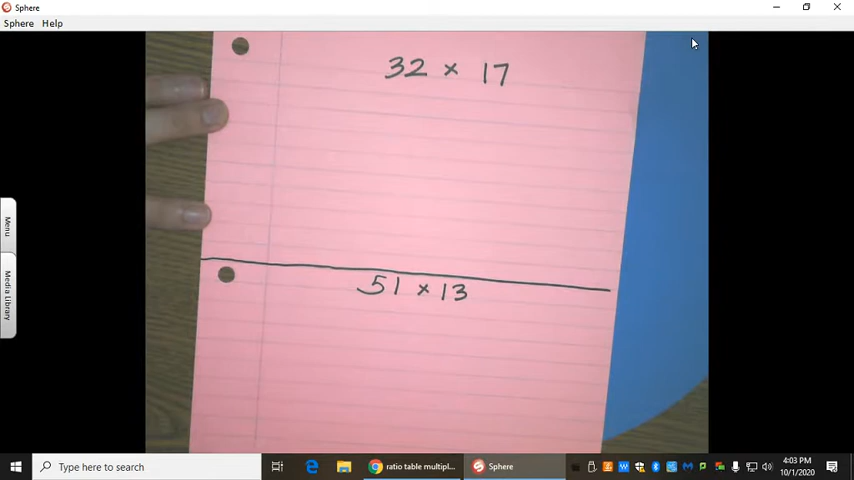 Sphere
Sphere Help
32 × 17
Menu
51 × 13
Media Library
Type here to search
ratio table multipl...
Sphere
4:03 PM
10/1/2020